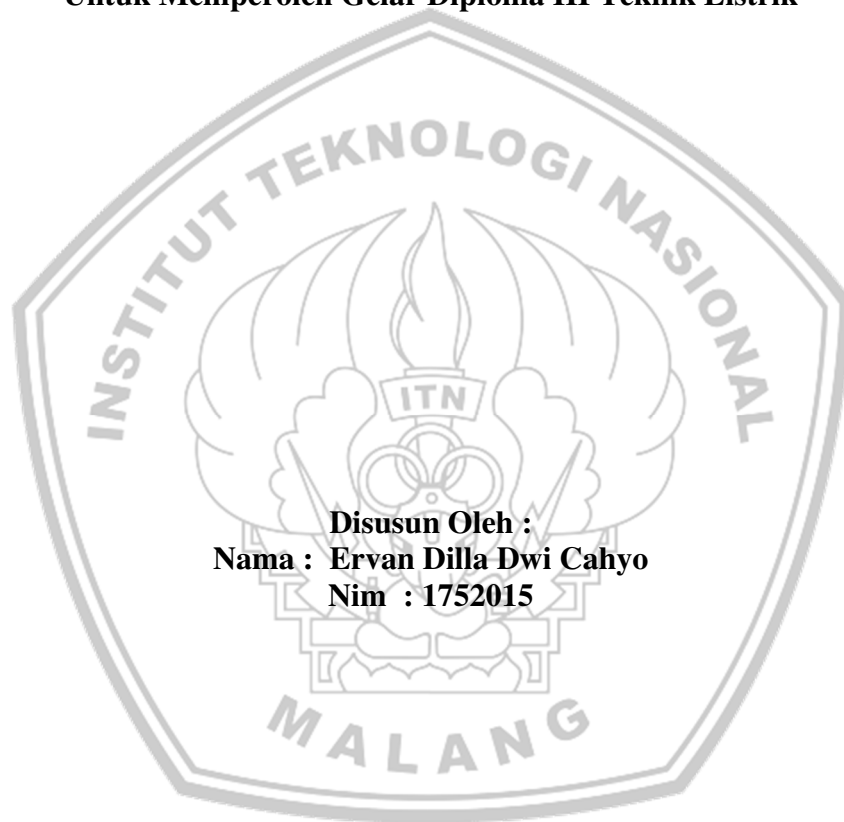 Untuk Memperoleh Gelar Diploma III Teknik Listrik
INSTITUT TEKNOLOGI NASIONAL
ITN
Disusun Oleh :
Nama : Ervan Dilla Dwi Cahyo
Nim : 1752015
MALANG